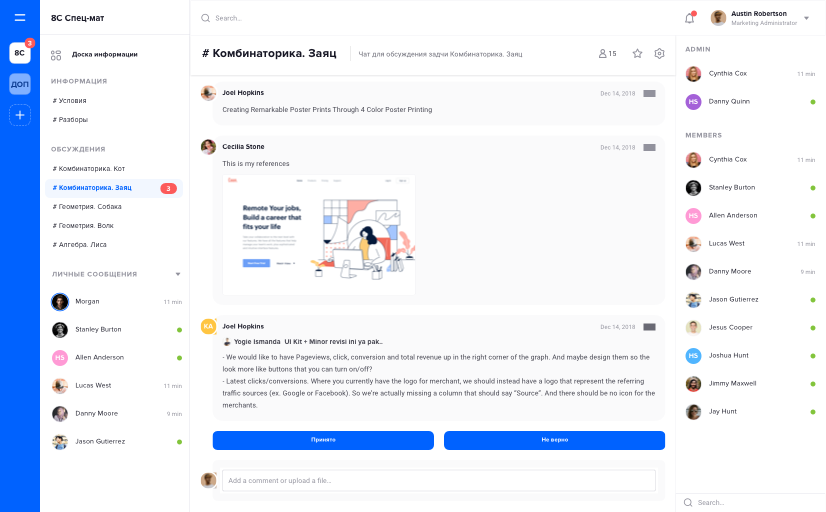 8С Спец-мат
Search...
Austin Robertson
Marketing Administrator
8С
3
ДОП
Доска информации
ИНФОРМАЦИЯ
# Условия
# Разборы
ОБСУЖДЕНИЯ
# Комбинаторика. Кот
# Комбинаторика. Заяц
3
# Геометрия. Собака
# Геометрия. Волк
# Алгебра. Лиса
ЛИЧНЫЕ СООБЩЕНИЯ
Morgan
11 min
Stanley Burton
HS
Allen Anderson
Lucas West
11 min
Danny Moore
9 min
Jason Gutierrez
# Комбинаторика. Заяц
Чат для обсуждения задчи Комбинаторика. Заяц
15
Joel Hopkins
Dec 14, 2018
Creating Remarkable Poster Prints Through 4 Color Poster Printing
Cecilia Stone
Dec 14, 2018
This is my references
Remote Your jobs,
Build a career that
fits your life
KA
Joel Hopkins
Dec 14, 2018
Yogie ismanda UI Kit + Minor revisi ini ya pak..
- We would like to have Pageviews, click, conversion and total revenue up in the right corner of the graph. And maybe design them so the
look more like buttons that you can turn on/off?
- Latest clicks/conversions: Where you currently have the logo for merchant, we should instead have a logo that represent the referring
traffic sources (ex. Google or Facebook). So we're actually missing a column that should say "Source". And there should be no icon for the
merchants.
Принято
Не верно
Add a comment or upload a file...
ADMIN
Cynthia Cox
11 min
HS
Danny Quinn
MEMBERS
Cynthia Cox
11 min
Stanley Burton
HS
Allen Anderson
Lucas West
11 min
Danny Moore
9 min
Jason Gutierrez
Jesus Cooper
HS
Joshua Hunt
Jimmy Maxwell
Jay Hunt
Search...